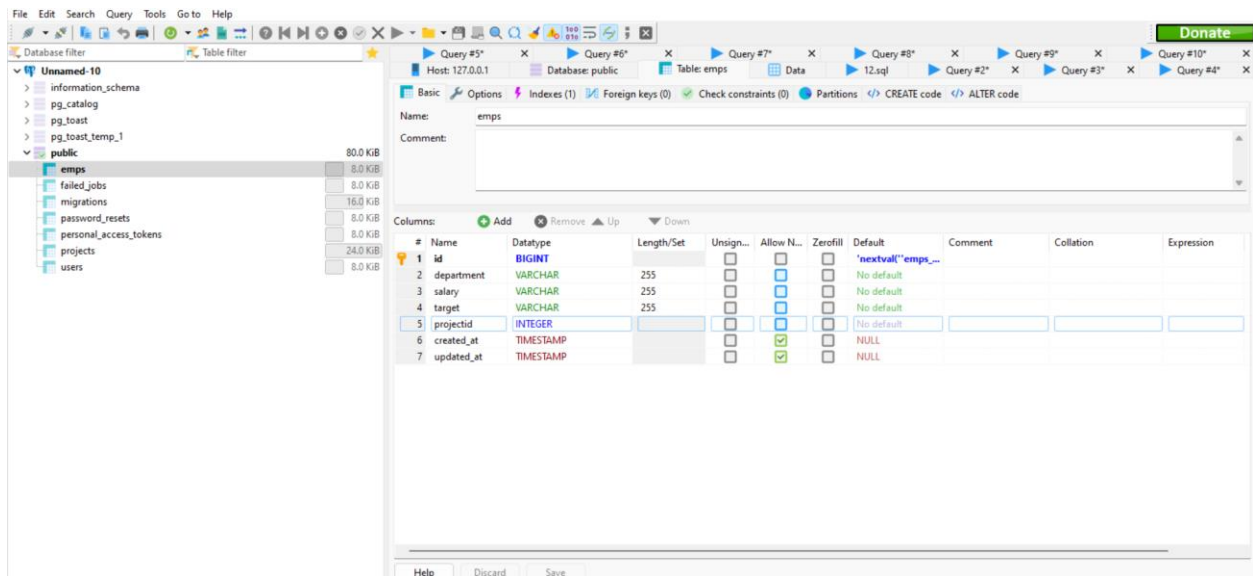 File Edit Search Query Tools Go to Help
Donate
Database filter
Table filter
Unnamed-10
information_schema
pg_catalog
pg_toast
pg_toast_temp_1
public 80.0 KiB
emps 8.0 KiB
failed_jobs 8.0 KiB
migrations 16.0 KiB
password_resets 8.0 KiB
personal_access_tokens 8.0 KiB
projects 24.0 KiB
users 8.0 KiB
Query #5* Query #6* Query #7* Query #8* Query #9* Query #10*
Host: 127.0.0.1 Database: public Table: emps Data 12.sql Query #2* Query #3* Query #4*
Basic Options Indexes (1) Foreign keys (0) Check constraints (0) Partitions CREATE code ALTER code
Name: emps
Comment:
Columns: Add Remove Up Down
# Name Datatype Length/Set Unsign... Allow N... Zerofill Default Comment Collation Expression
1 id BIGINT 'nextval(''emps_...
2 department VARCHAR 255 No default
3 salary VARCHAR 255 No default
4 target VARCHAR 255 No default
5 projectid INTEGER No default
6 created_at TIMESTAMP NULL
7 updated_at TIMESTAMP NULL
Help Discard Save